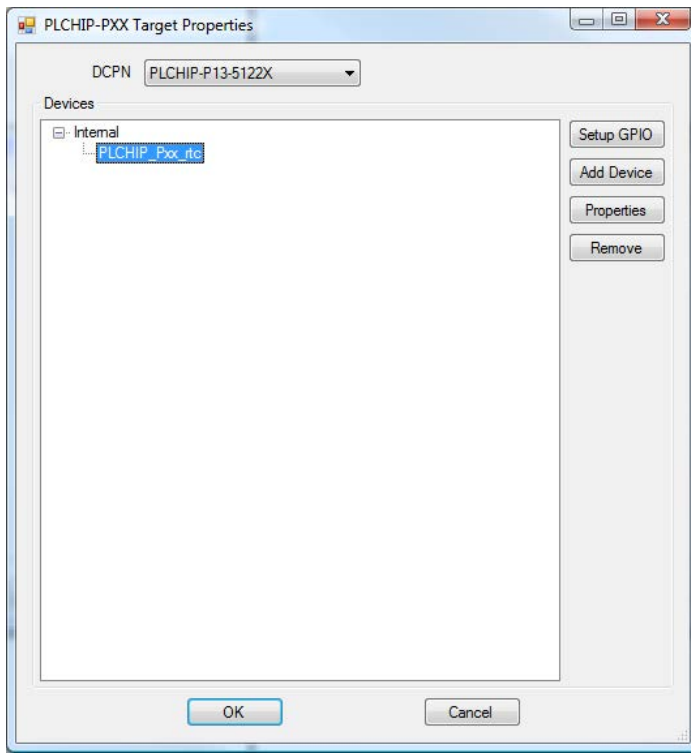 PLCHIP-PXX Target Properties
DCPN PLCHIP-P13-5122X
Devices
Internal
PLCHIP_Pxx_rtc
Setup GPIO
Add Device
Properties
Remove
OK Cancel